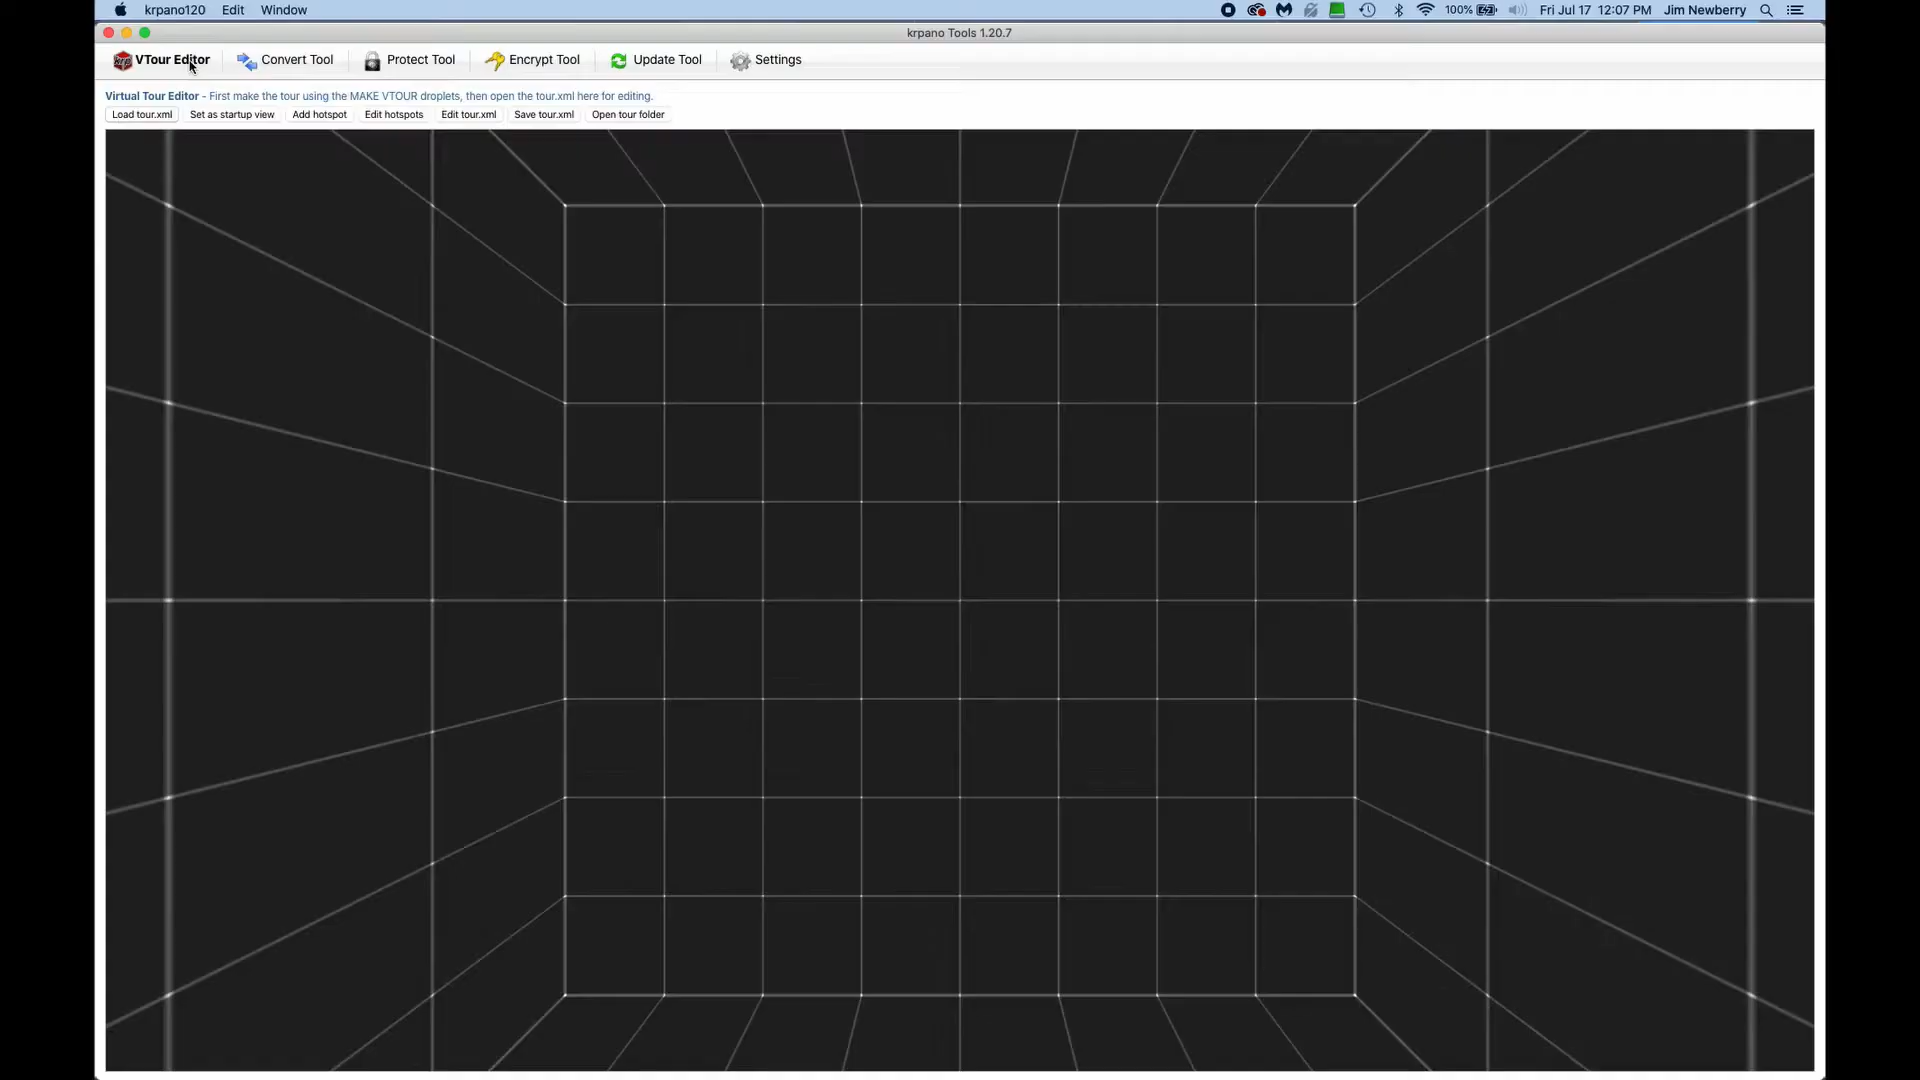 krpano120 Edit Window 100% Fri Jul 17 12:07 PM Jim Newberry
krpano Tools 1.20.7
VTour Editor Convert Tool Protect Tool Encrypt Tool Update Tool Settings
Virtual Tour Editor - First make the tour using the MAKE VTOUR droplets, then open the tour.xml here for editing.
Load tour.xml Set as startup view Add hotspot Edit hotspots Edit tour.xml Save tour.xml Open tour folder